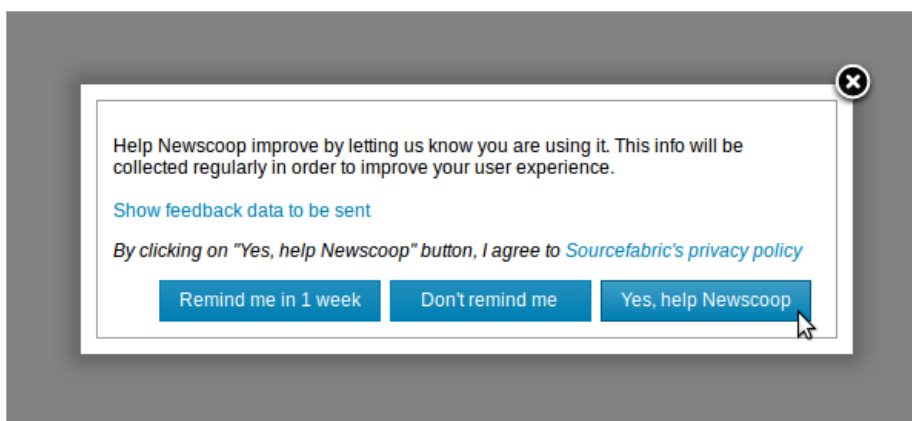 Help Newscoop improve by letting us know you are using it. This info will be
collected regularly in order to improve your user experience.
Show feedback data to be sent
By clicking on "Yes, help Newscoop" button, I agree to Sourcefabric's privacy policy
Remind me in 1 week
Don't remind me
Yes, help Newscoop